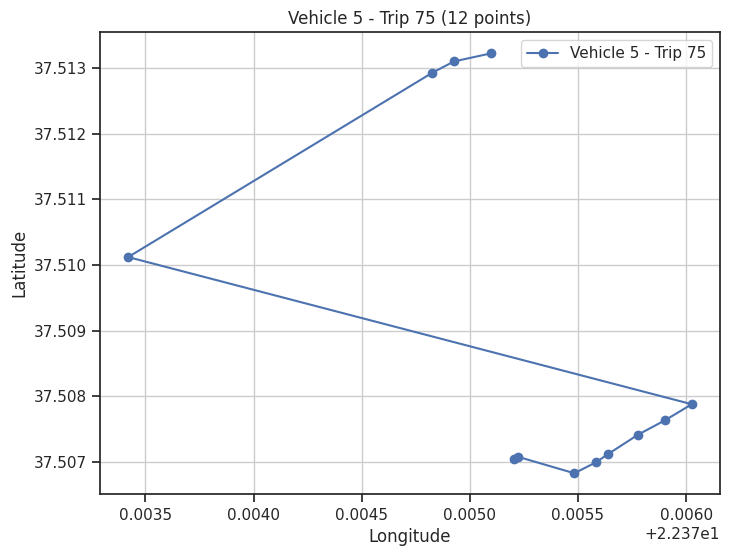 Vehicle 5 - Trip 75 (12 points)
Vehicle 5 - Trip 75
37.513
37.512
37.511
37.510
37.509
37.508
37.507
Latitude
0.0035 0.0040 0.0045 0.0050 0.0055 0.0060
+2.237e1
Longitude